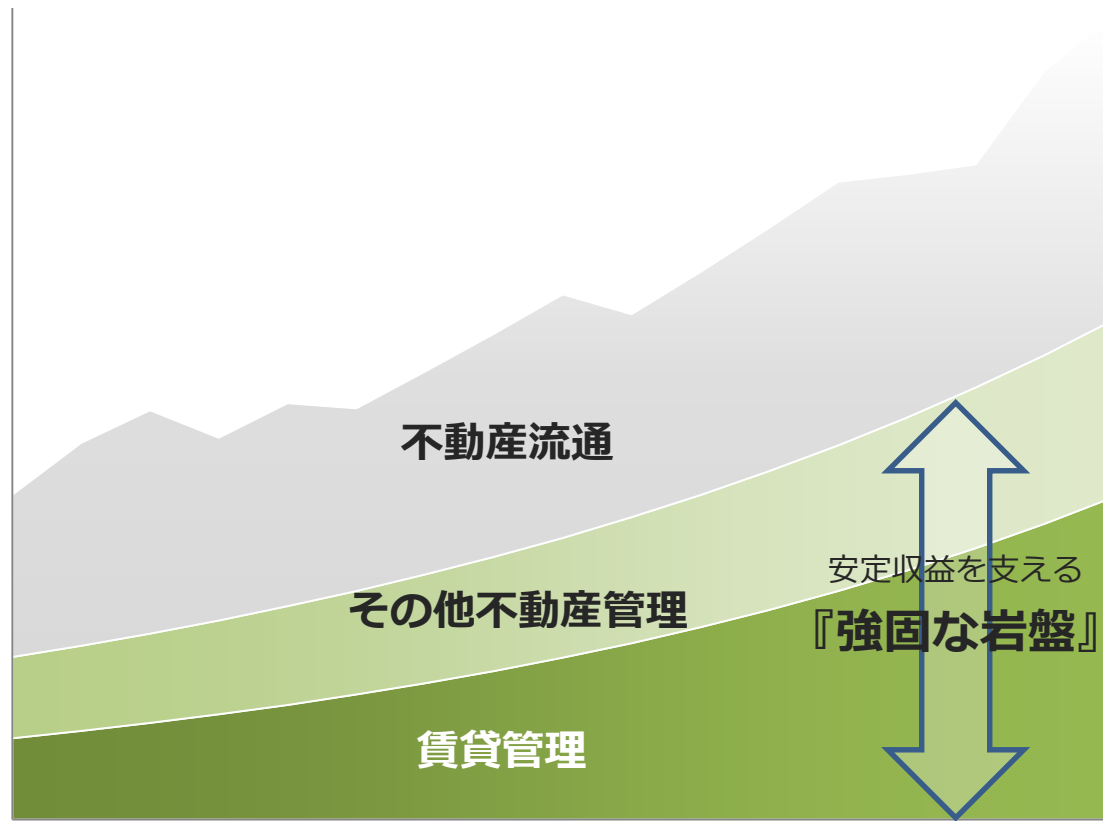 不動産流通
その他不動産管理
安定収益を支える
『強固な岩盤』
賃貸管理